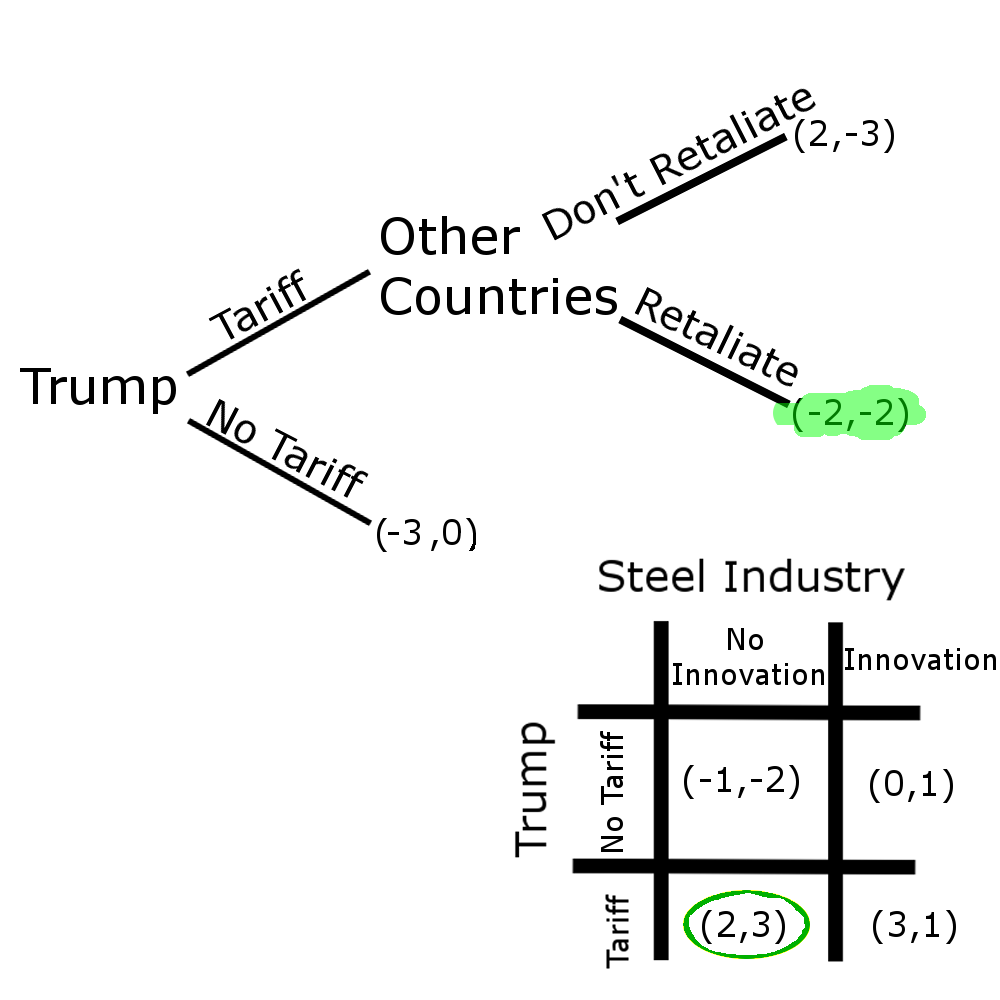 Don't Retaliate
(2,-3)
Other
Countries
Tariff
Retaliate
(-2,-2)
Trump
No Tariff
(-3,0)
Steel Industry
No
Innovation
Innovation
Trump
No Tariff
(-1,-2)
(0,1)
Tariff
(2,3)
(3,1)